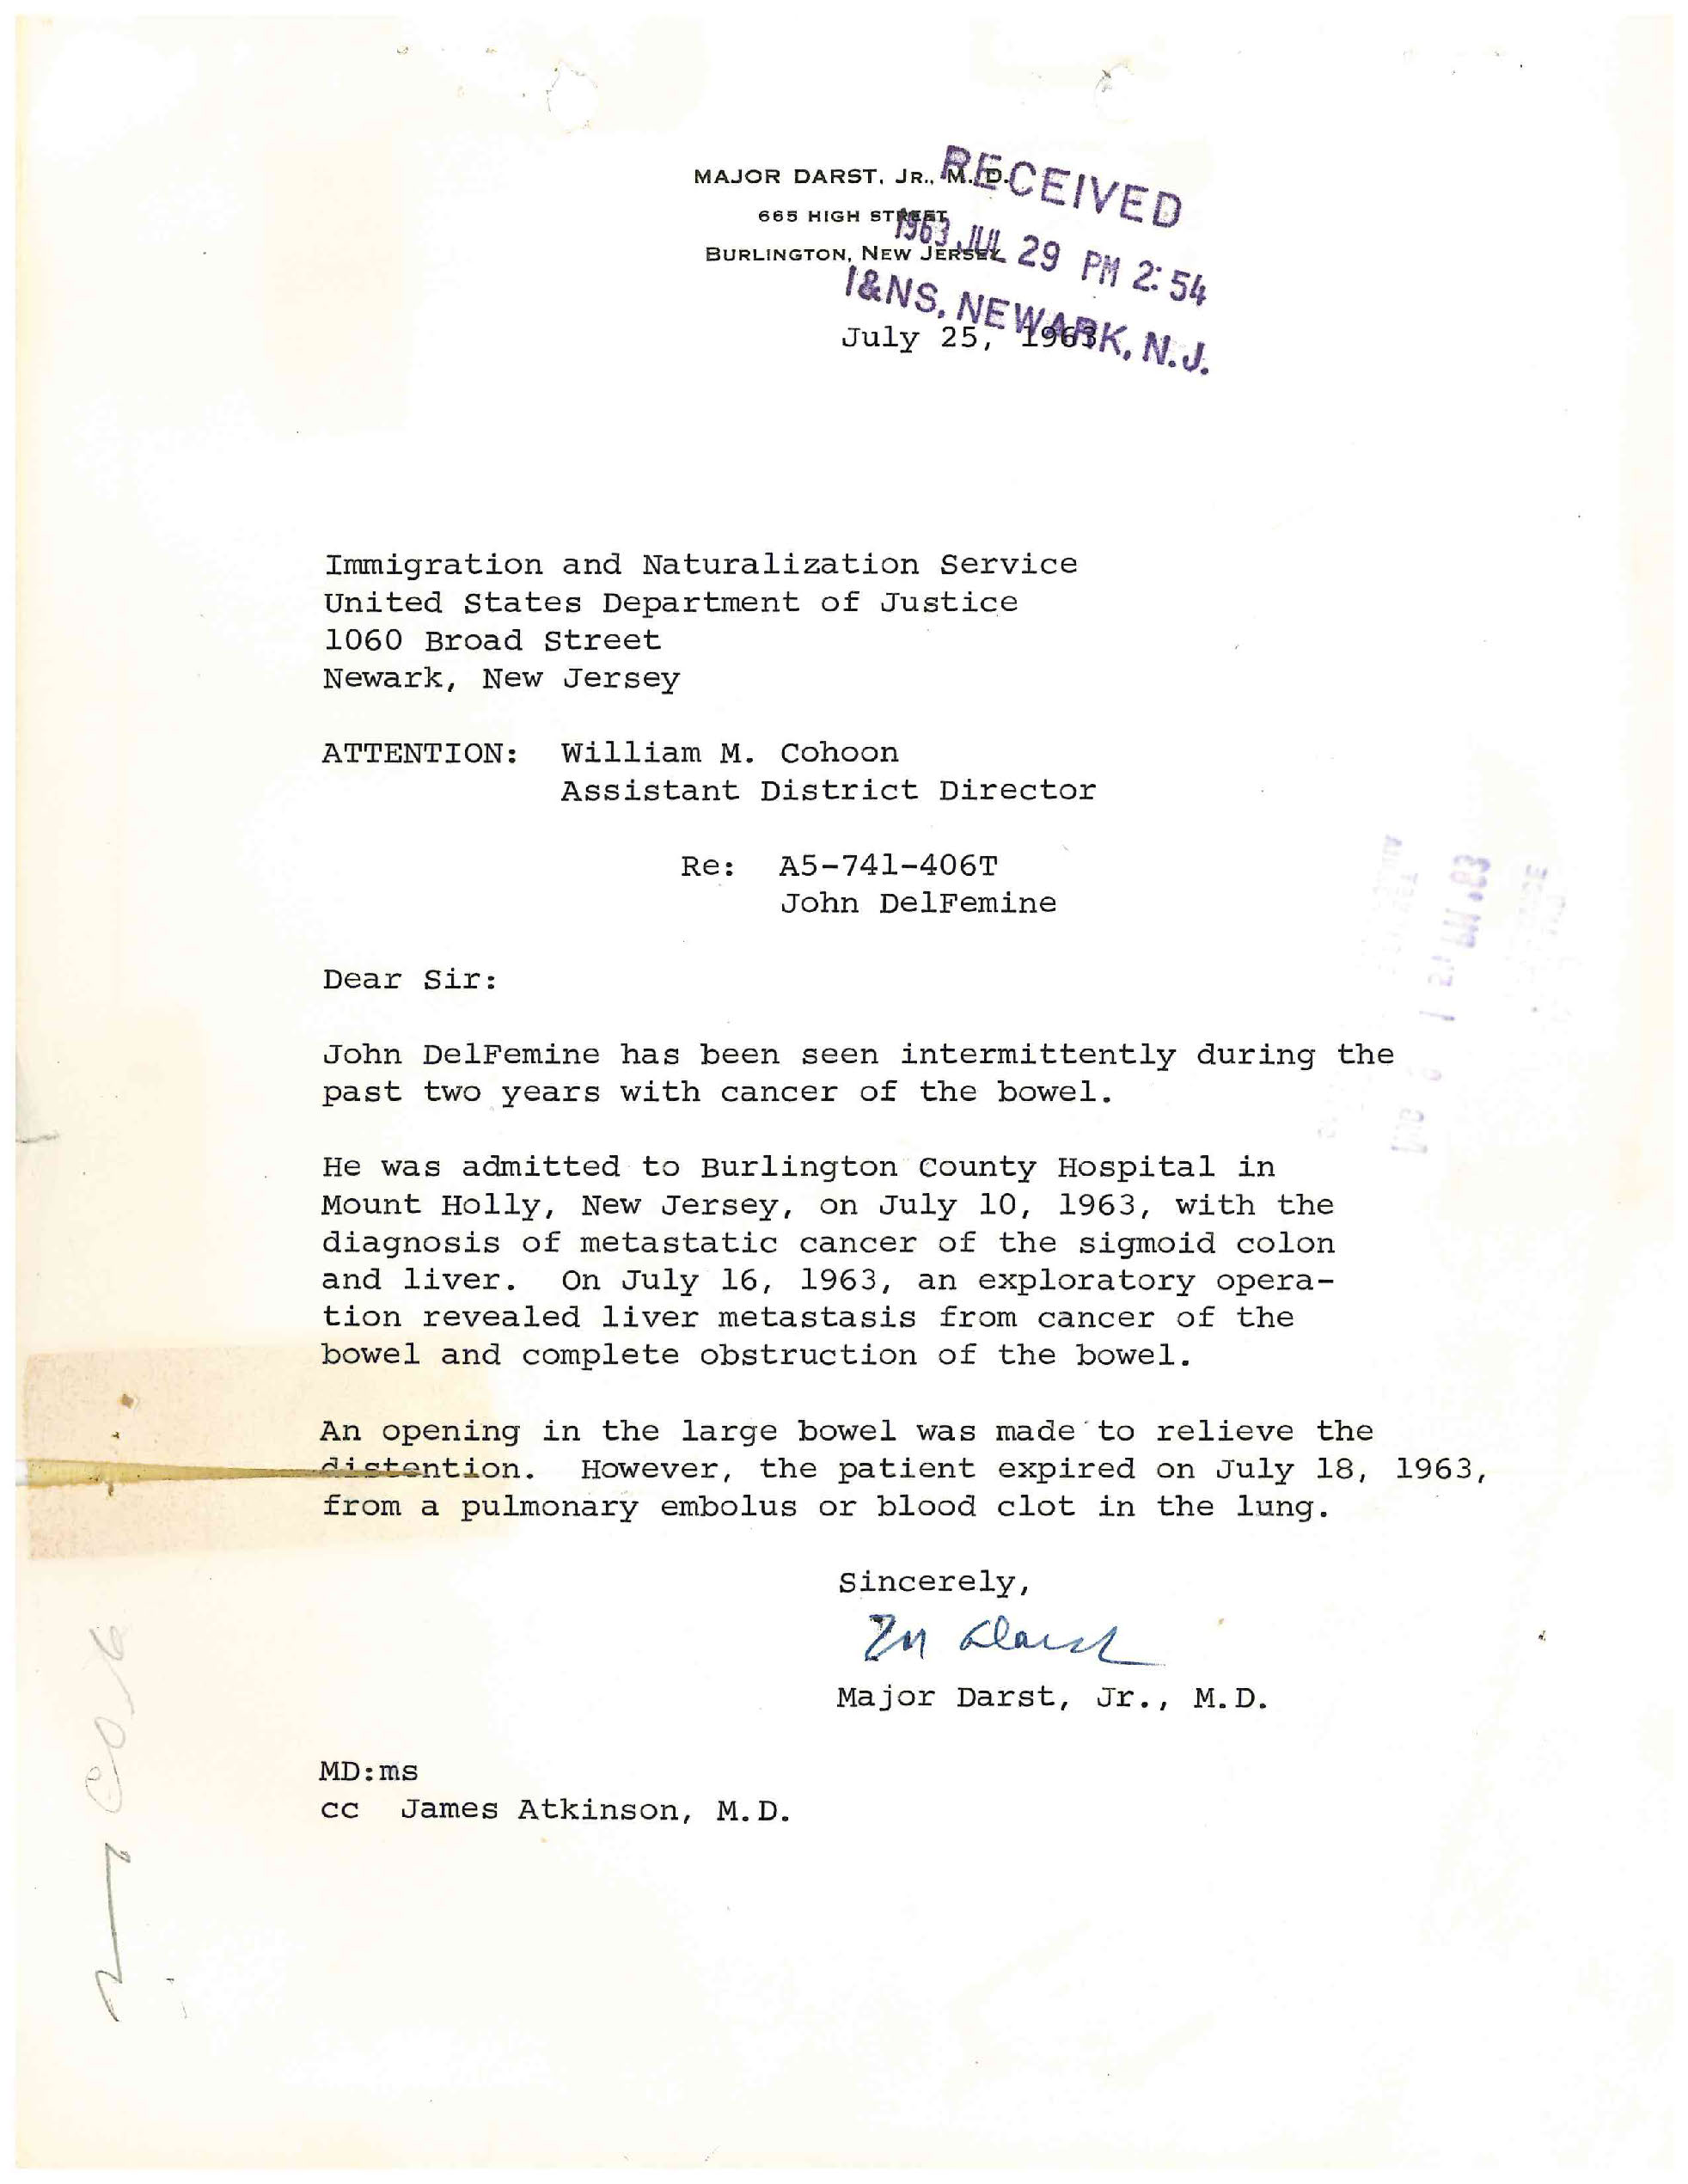 MAJOR DARST, JR., M.D.
665 HIGH STREET
BURLINGTON, NEW JERSEY
RECEIVED
1963 JUL 29 PM 2:54
I&NS, NEWARK, N.J.
July 25, 1963
Immigration and Naturalization Service
United States Department of Justice
1060 Broad Street
Newark, New Jersey
ATTENTION: William M. Cohoon
Assistant District Director
Re: A5-741-406T
John DelFemine
Dear Sir:
John DelFemine has been seen intermittently during the
past two years with cancer of the bowel.
He was admitted to Burlington County Hospital in
Mount Holly, New Jersey, on July 10, 1963, with the
diagnosis of metastatic cancer of the sigmoid colon
and liver. On July 16, 1963, an exploratory opera-
tion revealed liver metastasis from cancer of the
bowel and complete obstruction of the bowel.
An opening in the large bowel was made to relieve the
distention. However, the patient expired on July 18, 1963,
from a pulmonary embolus or blood clot in the lung.
Sincerely,
M Darst
Major Darst, Jr., M.D.
MD:ms
cc James Atkinson, M.D.